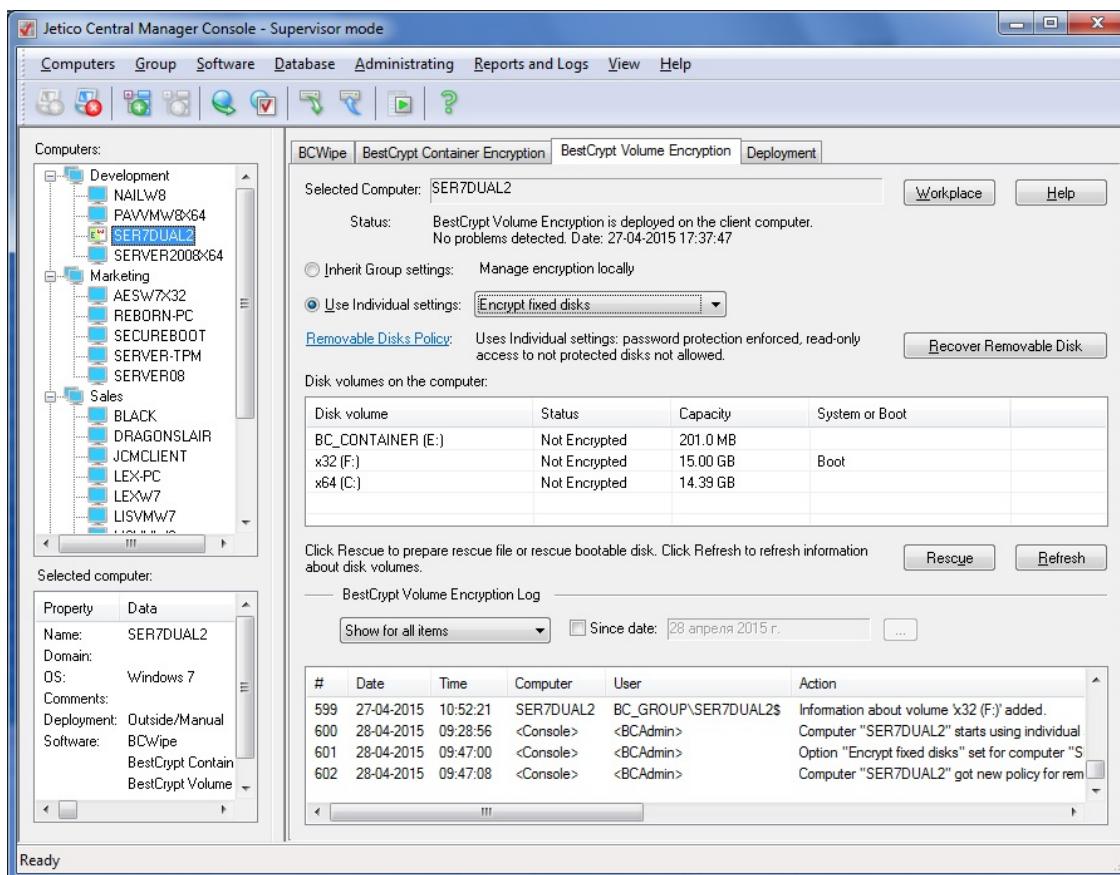 Jetico Central Manager Console - Supervisor mode
Computers Group Software Database Administrating Reports and Logs View Help
Computers:
Development
NAILW8
PAVVMW8X64
SER7DUAL2
SERVER2008X64
Marketing
AESW7X32
REBORN-PC
SECUREBOOT
SERVER-TPM
SERVER08
Sales
BLACK
DRAGONSLAIR
JCMCLIENT
LEX-PC
LEXW7
LISVMW7
Selected computer:
Property Data
Name: SER7DUAL2
Domain:
OS: Windows 7
Comments:
Deployment: Outside/Manual
Software: BCWipe
BestCrypt Contain
BestCrypt Volume
BCWipe BestCrypt Container Encryption BestCrypt Volume Encryption Deployment
Selected Computer: SER7DUAL2 Workplace Help
Status: BestCrypt Volume Encryption is deployed on the client computer.
No problems detected. Date: 27-04-2015 17:37:47
Inherit Group settings: Manage encryption locally
Use Individual settings: Encrypt fixed disks
Removable Disks Policy: Uses Individual settings: password protection enforced, read-only
access to not protected disks not allowed.
Recover Removable Disk
Disk volumes on the computer:
Disk volume Status Capacity System or Boot
BC_CONTAINER (E:) Not Encrypted 201.0 MB
x32 (F:) Not Encrypted 15.00 GB Boot
x64 (C:) Not Encrypted 14.39 GB
Click Rescue to prepare rescue file or rescue bootable disk. Click Refresh to refresh information
about disk volumes.
Rescue Refresh
BestCrypt Volume Encryption Log
Show for all items Since date: 28 апреля 2015 г. ...
# Date Time Computer User Action
599 27-04-2015 10:52:21 SER7DUAL2 BC_GROUP\SER7DUAL2$ Information about volume 'x32 (F:)' added.
600 28-04-2015 09:28:56 <Console> <BCAdmin> Computer "SER7DUAL2" starts using individual
601 28-04-2015 09:47:00 <Console> <BCAdmin> Option "Encrypt fixed disks" set for computer "S
602 28-04-2015 09:47:08 <Console> <BCAdmin> Computer "SER7DUAL2" got new policy for rem
Ready